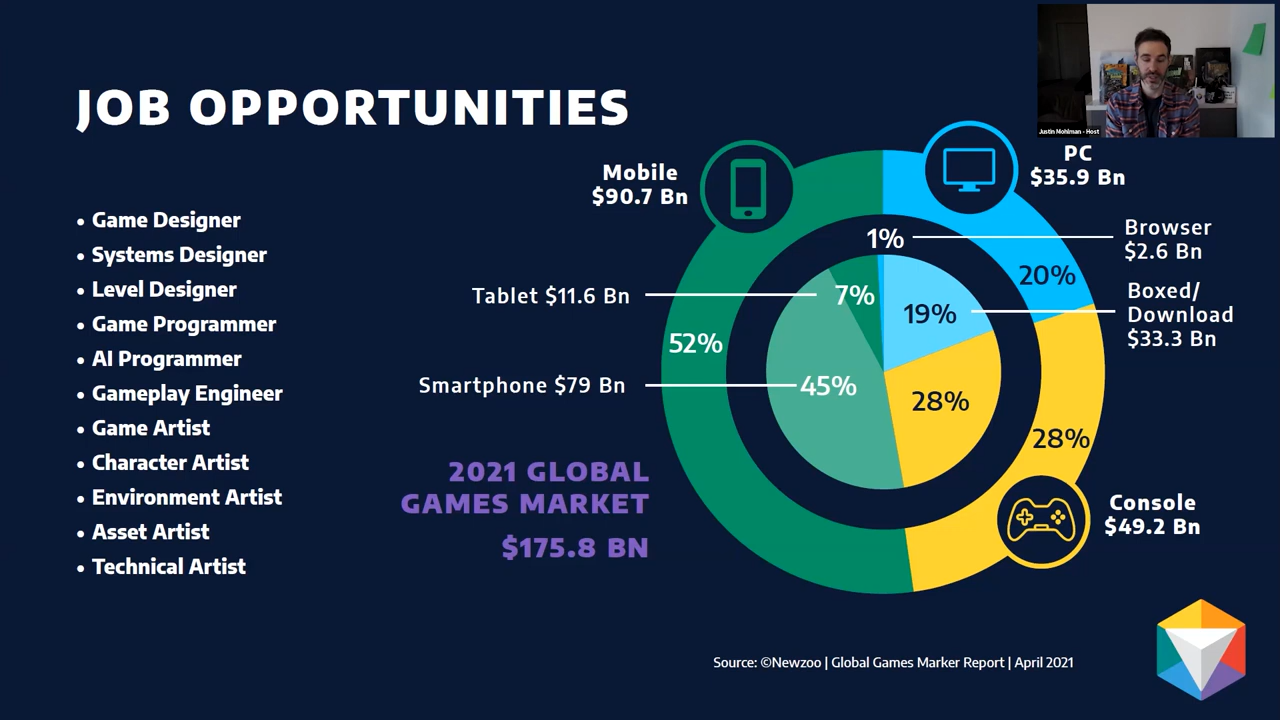 JOB OPPORTUNITIES
• Game Designer
• Systems Designer
• Level Designer
• Game Programmer
• AI Programmer
• Gameplay Engineer
• Game Artist
• Character Artist
• Environment Artist
• Asset Artist
• Technical Artist
Mobile
$90.7 Bn
PC
$35.9 Bn
1%
Browser
$2.6 Bn
20%
Boxed/
Download
$33.3 Bn
Tablet $11.6 Bn
7%
19%
52%
Smartphone $79 Bn
45%
28%
28%
2021 GLOBAL
GAMES MARKET
$175.8 BN
Console
$49.2 Bn
Source: ©Newzoo | Global Games Marker Report | April 2021
Justin Mohlman - Host